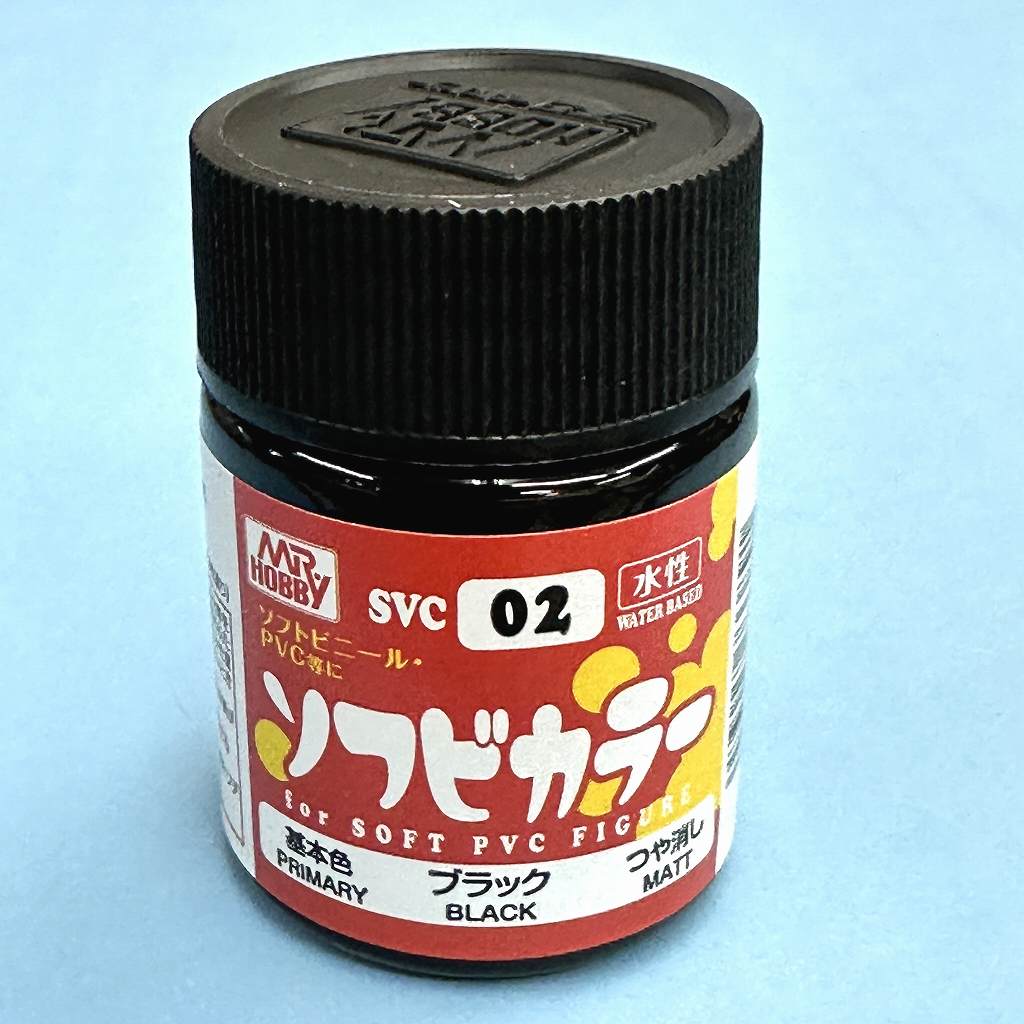 MR
HOBBY
SVC 02
水性
WATER BASED
ソフトビニール・
PVC等に
ソフビカラー
for SOFT PVC FIGURE
基本色
PRIMARY
ブラック
BLACK
つや消し
MATT